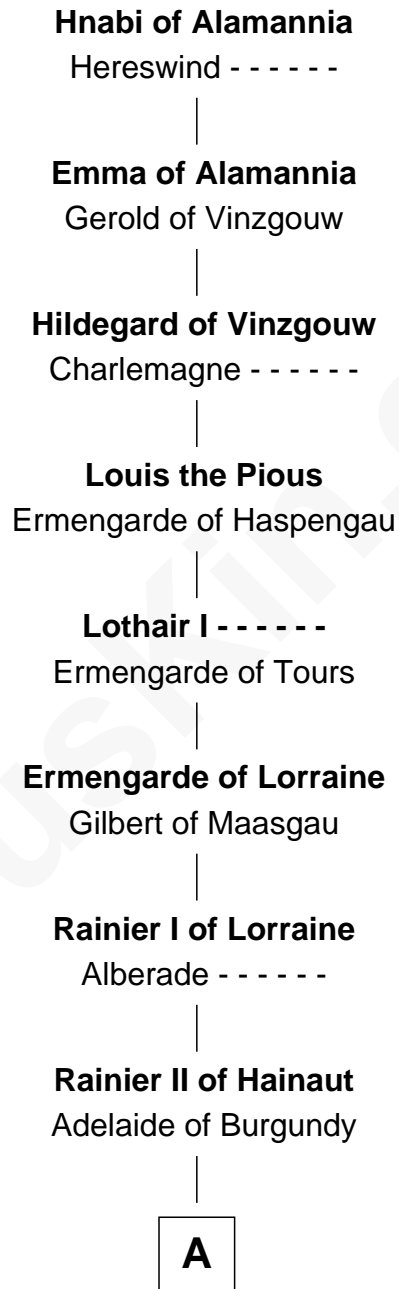 Hnabi of Alamannia
Hereswind - - - - - -
Emma of Alamannia
Gerold of Vinzgouw
Hildegard of Vinzgouw
Charlemagne - - - - - -
Louis the Pious
Ermengarde of Haspengau
Lothair I - - - - - -
Ermengarde of Tours
Ermengarde of Lorraine
Gilbert of Maasgau
Rainier I of Lorraine
Alberade - - - - - -
Rainier II of Hainaut
Adelaide of Burgundy
A